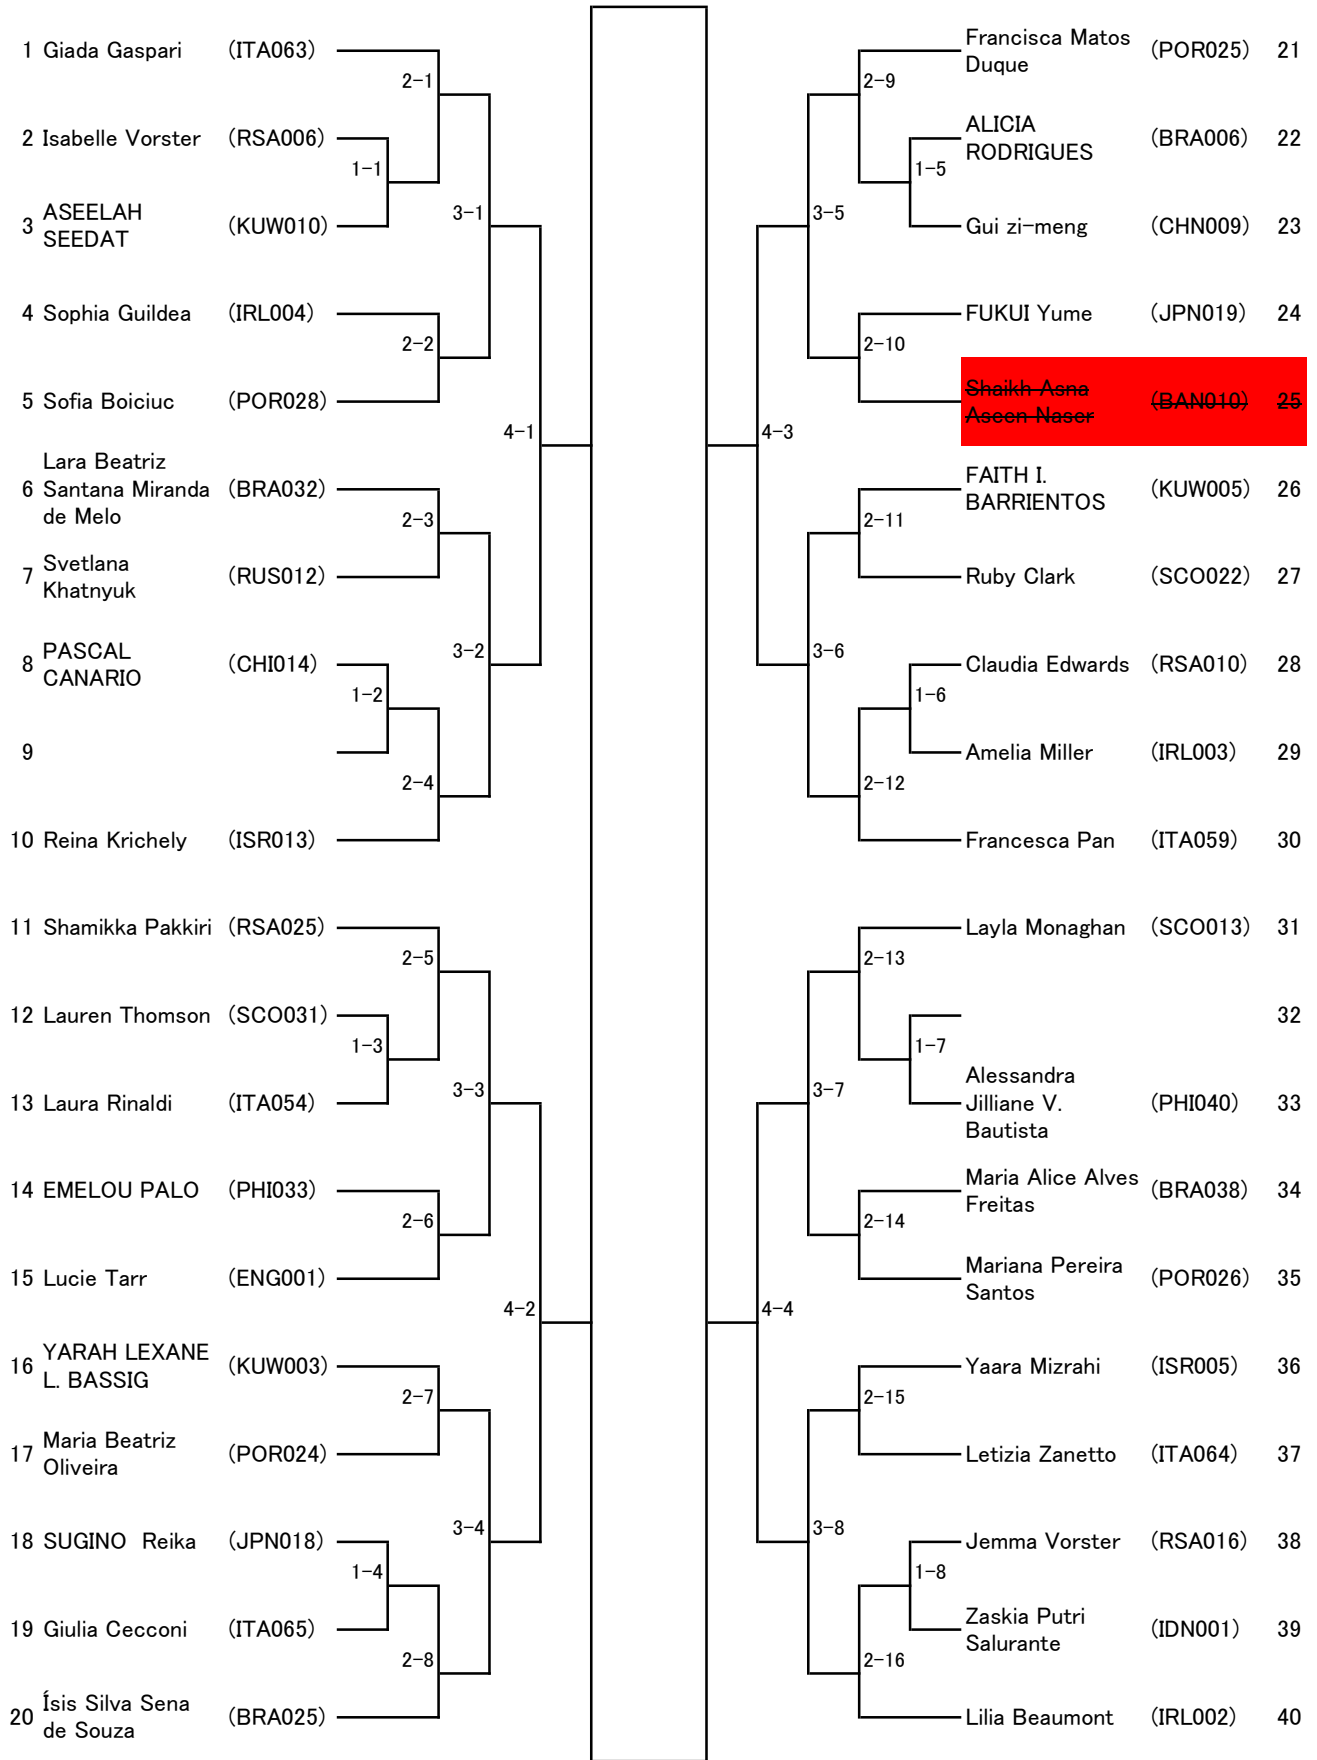 1 Giada Gaspari (ITA063)
2-1
2 Isabelle Vorster (RSA006)
1-1
3 ASEELAH
SEEDAT (KUW010)
3-1
4 Sophia Guildea (IRL004)
2-2
5 Sofia Boiciuc (POR028)
4-1
6 Lara Beatriz
Santana Miranda
de Melo (BRA032)
2-3
7 Svetlana
Khatnyuk (RUS012)
3-2
8 PASCAL
CANARIO (CHI014)
1-2
9
2-4
10 Reina Krichely (ISR013)
11 Shamikka Pakkiri (RSA025)
2-5
12 Lauren Thomson (SCO031)
1-3
13 Laura Rinaldi (ITA054)
3-3
14 EMELOU PALO (PHI033)
2-6
15 Lucie Tarr (ENG001)
4-2
16 YARAH LEXANE
L. BASSIG (KUW003)
2-7
17 Maria Beatriz
Oliveira (POR024)
3-4
18 SUGINO Reika (JPN018)
1-4
19 Giulia Cecconi (ITA065)
2-8
20 Ísis Silva Sena
de Souza (BRA025)
Francisca Matos
Duque (POR025) 21
2-9
ALICIA
RODRIGUES (BRA006) 22
1-5
3-5
Gui zi-meng (CHN009) 23
FUKUI Yume (JPN019) 24
2-10
Shaikh Asna
Aseen Naser (BAN010) 25
4-3
FAITH I.
BARRIENTOS (KUW005) 26
2-11
Ruby Clark (SCO022) 27
3-6
Claudia Edwards (RSA010) 28
1-6
Amelia Miller (IRL003) 29
2-12
Francesca Pan (ITA059) 30
Layla Monaghan (SCO013) 31
2-13
32
1-7
3-7
Alessandra
Jilliane V.
Bautista (PHI040) 33
Maria Alice Alves
Freitas (BRA038) 34
2-14
Mariana Pereira
Santos (POR026) 35
4-4
Yaara Mizrahi (ISR005) 36
2-15
Letizia Zanetto (ITA064) 37
3-8
Jemma Vorster (RSA016) 38
1-8
Zaskia Putri
Salurante (IDN001) 39
2-16
Lilia Beaumont (IRL002) 40